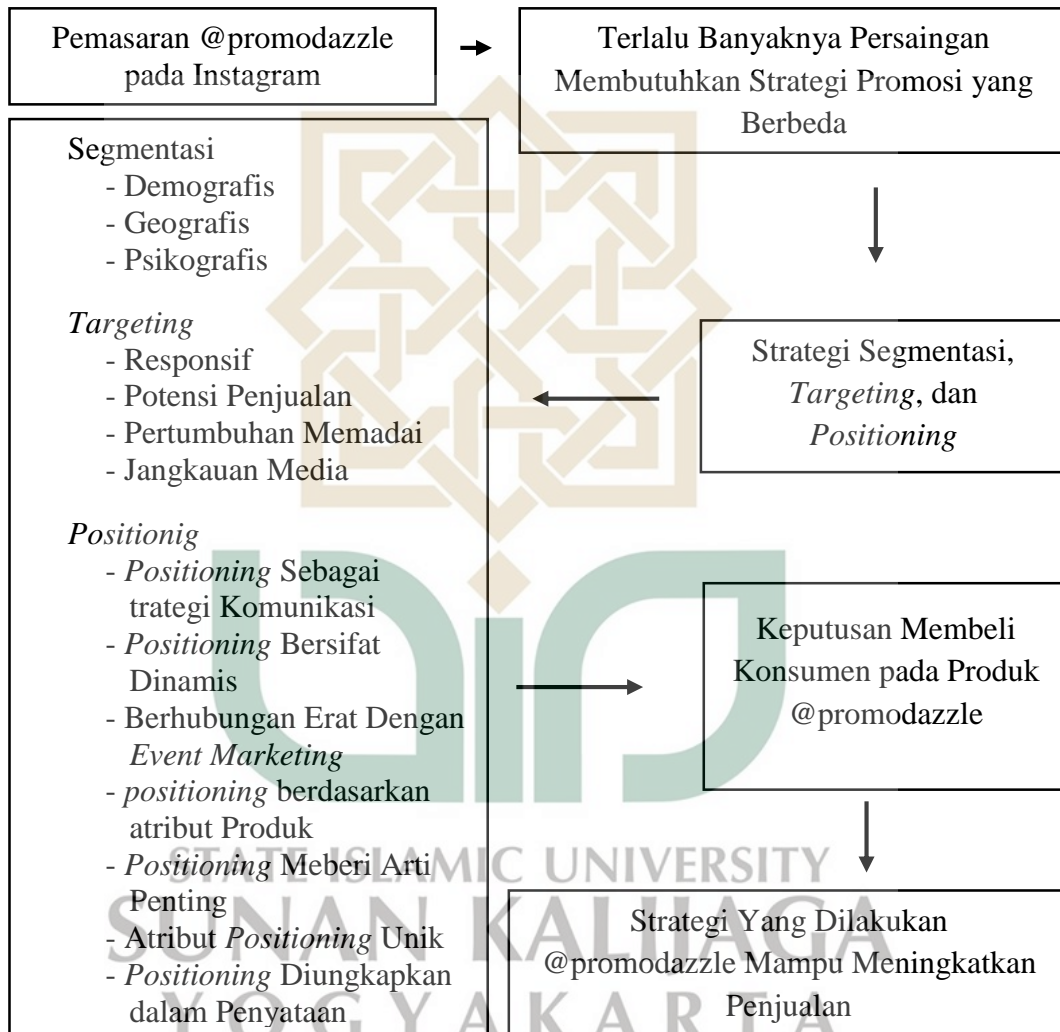 Pemasaran @promodazzle
pada Instagram
Terlalu Banyaknya Persaingan
Membutuhkan Strategi Promosi yang
Berbeda
Segmentasi
- Demografis
- Geografis
- Psikografis
Targeting
- Responsif
- Potensi Penjualan
- Pertumbuhan Memadai
- Jangkauan Media
Positionig
- Positioning Sebagai
trategi Komunikasi
- Positioning Bersifat
Dinamis
- Berhubungan Erat Dengan
Event Marketing
- positioning berdasarkan
atribut Produk
- Positioning Meberi Arti
Penting
- Atribut Positioning Unik
- Positioning Diungkapkan
dalam Penyataan
Strategi Segmentasi,
Targeting, dan
Positioning
Keputusan Membeli
Konsumen pada Produk
@promodazzle
Strategi Yang Dilakukan
@promodazzle Mampu Meningkatkan
Penjualan
STATE ISLAMIC UNIVERSITY
SUNAN KALIJAGA
YOGYAKARTA